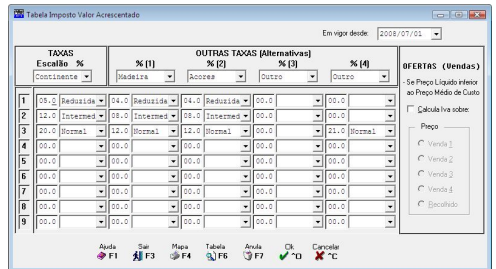 Tabela Imposto Valor Acrescentado
Em vigor desde: 2008/07/01
TAXAS OUTRAS TAXAS (Alternativas)
Escalão % % (1) % (2) % (3) % (4)
Continente Madeira Acores Outro Outro
OFERTAS (Vendas)
- Se Preço Líquido inferior
ao Preço Médio de Custo
Calcula Iva sobre:
Preço
Venda 1
Venda 2
Venda 3
Venda 4
Recolhido
1 05.0 Reduzida 04.0 Reduzida 04.0 Reduzida 00.0 00.0
2 12.0 Intermed 08.0 Intermed 08.0 Intermed 00.0 00.0
3 20.0 Normal 12.0 Normal 12.0 Normal 00.0 21.0 Normal
4 00.0 00.0 00.0 00.0 00.0
5 00.0 00.0 00.0 00.0 00.0
6 00.0 00.0 00.0 00.0 00.0
7 00.0 00.0 00.0 00.0 00.0
8 00.0 00.0 00.0 00.0 00.0
9 00.0 00.0 00.0 00.0 00.0
Ajuda Sair Mapa Tabela Anula Ok Cancelar
F1 F3 F4 F6 F7 ^O ^C